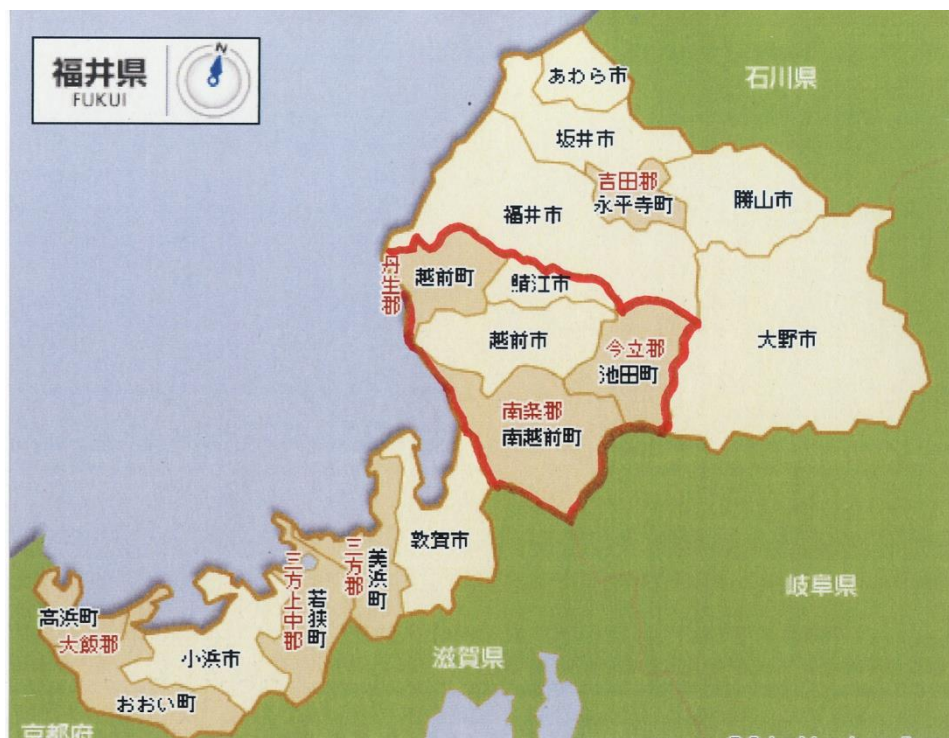 福井県
FUKUI
N
石川県
あわら市
坂井市
吉田郡
永平寺町
勝山市
福井市
丹生郡
越前町
鯖江市
越前市
今立郡
池田町
大野市
南条郡
南越前町
敦賀市
三方郡
美浜町
三方上中郡
若狭町
高浜町
大飯郡
小浜市
おおい町
滋賀県
岐阜県
京都府